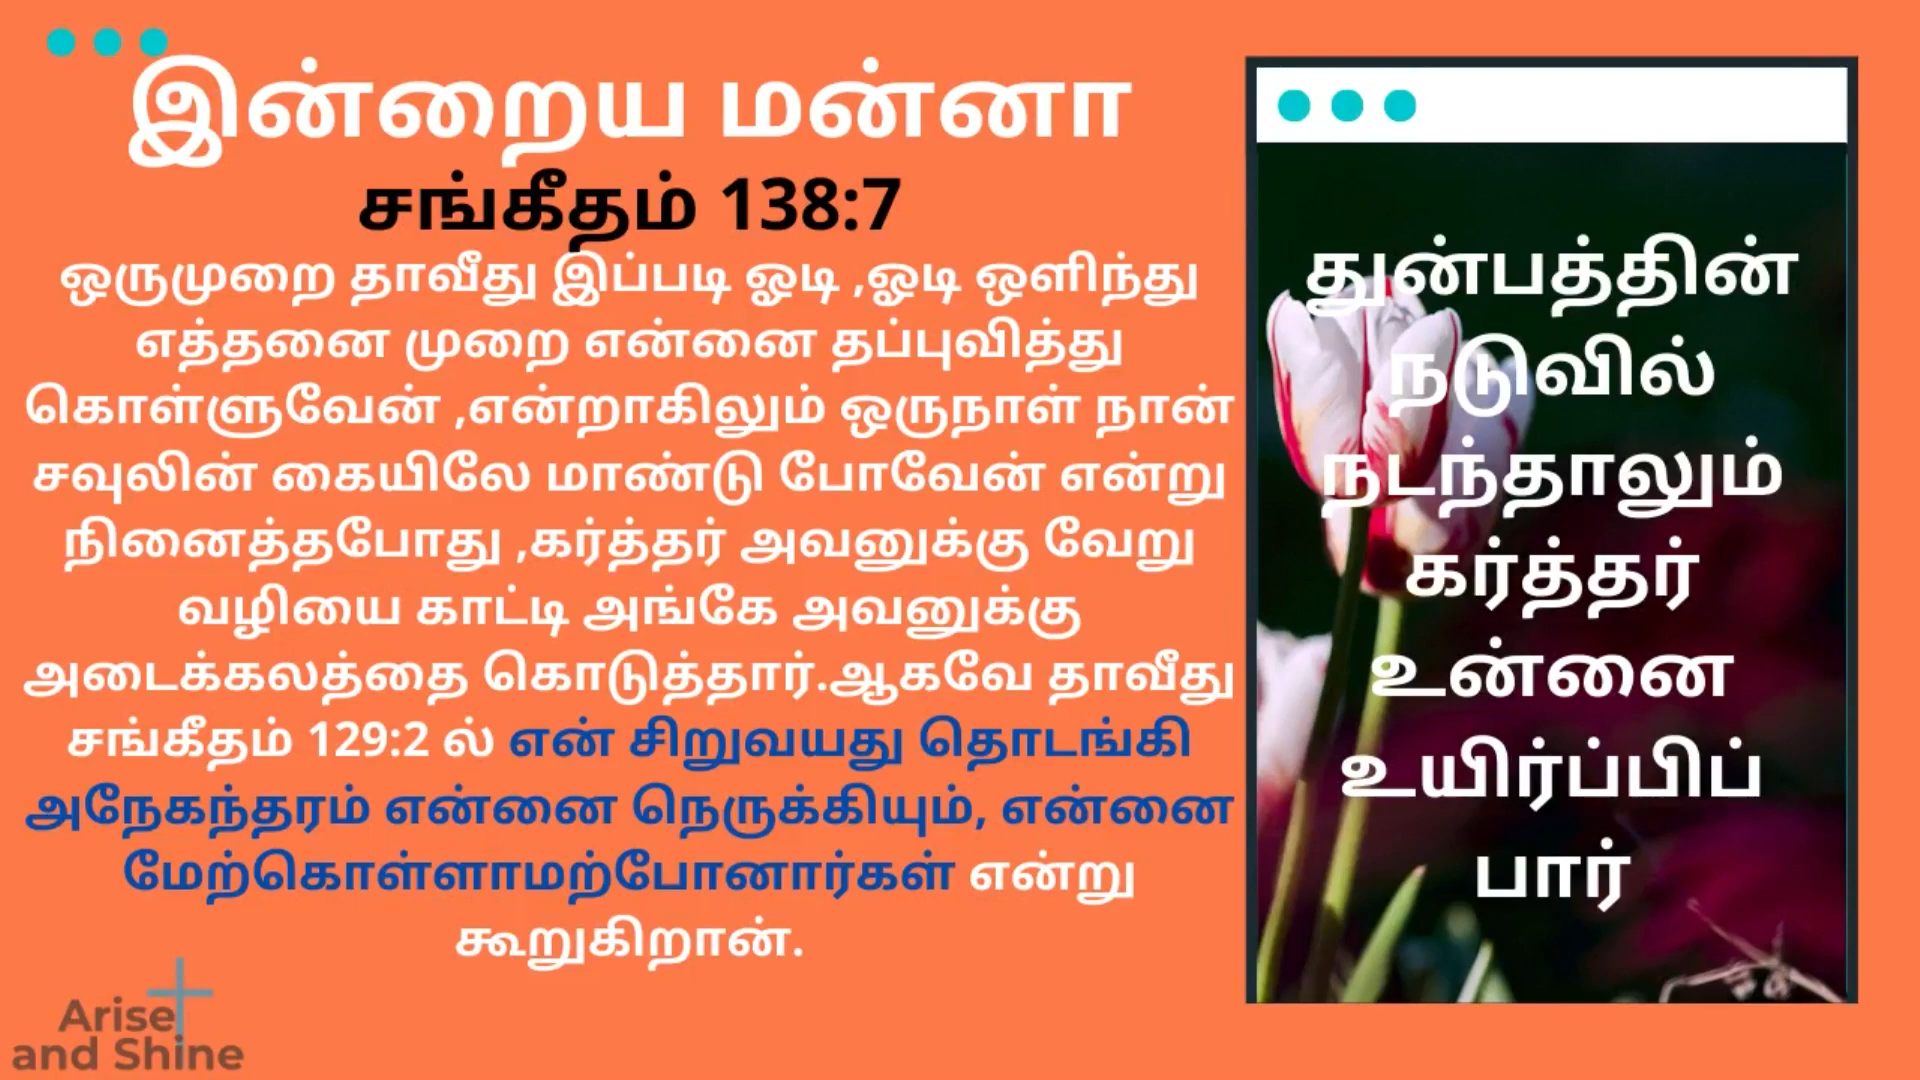 இன்றைய மன்னா
சங்கீதம் 138:7
ஒருமுறை தாவீது இப்படி ஓடி ,ஓடி ஒளிந்து
எத்தனை முறை என்னை தப்புவித்து
கொள்ளுவேன் ,என்றாகிலும் ஒருநாள் நான்
சவுலின் கையிலே மாண்டு போவேன் என்று
நினைத்தபோது ,கர்த்தர் அவனுக்கு வேறு
வழியை காட்டி அங்கே அவனுக்கு
அடைக்கலத்தை கொடுத்தார்.ஆகவே தாவீது
சங்கீதம் 129:2 ல் என் சிறுவயது தொடங்கி
அநேகந்தரம் என்னை நெருக்கியும், என்னை
மேற்கொள்ளாமற்போனார்கள் என்று
கூறுகிறான்.
துன்பத்தின்
நடுவில்
நடந்தாலும்
கர்த்தர்
உன்னை
உயிர்ப்பிப்
பார்
Arise
and Shine